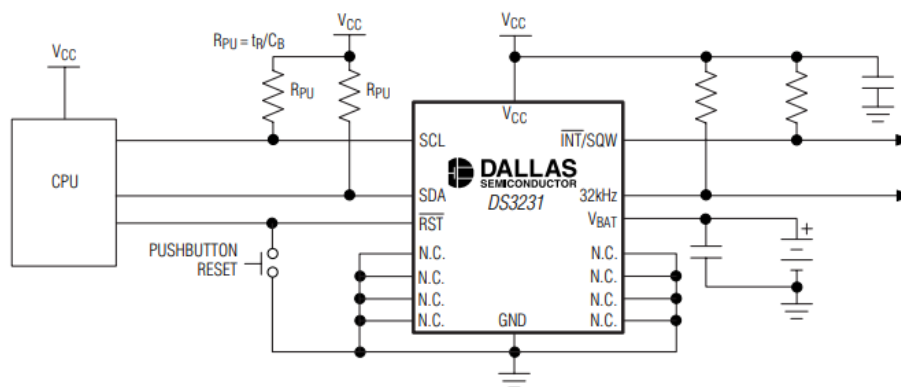 VCC
VCC
RPU = tR/CB
VCC
RPU
RPU
VCC
SCL
INT/SQW
DALLAS
SEMICONDUCTOR
DS3231
CPU
SDA
32kHz
RST
VBAT
+
PUSHBUTTON
RESET
N.C.
N.C.
N.C.
N.C.
N.C.
N.C.
N.C.
N.C.
GND